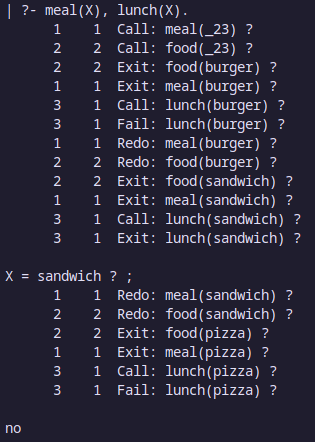 | ?- meal(X), lunch(X).
1 1 Call: meal(_23) ?
2 2 Call: food(_23) ?
2 2 Exit: food(burger) ?
1 1 Exit: meal(burger) ?
3 1 Call: lunch(burger) ?
3 1 Fail: lunch(burger) ?
1 1 Redo: meal(burger) ?
2 2 Redo: food(burger) ?
2 2 Exit: food(sandwich) ?
1 1 Exit: meal(sandwich) ?
3 1 Call: lunch(sandwich) ?
3 1 Exit: lunch(sandwich) ?
X = sandwich ? ;
1 1 Redo: meal(sandwich) ?
2 2 Redo: food(sandwich) ?
2 2 Exit: food(pizza) ?
1 1 Exit: meal(pizza) ?
3 1 Call: lunch(pizza) ?
3 1 Fail: lunch(pizza) ?
no